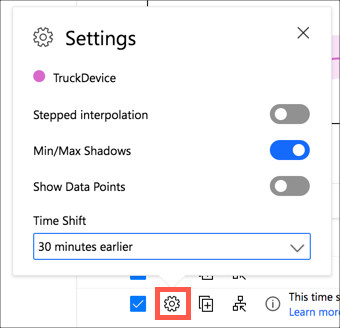 Settings
TruckDevice
Stepped interpolation
Min/Max Shadows
Show Data Points
Time Shift
30 minutes earlier
This time s
Learn more.